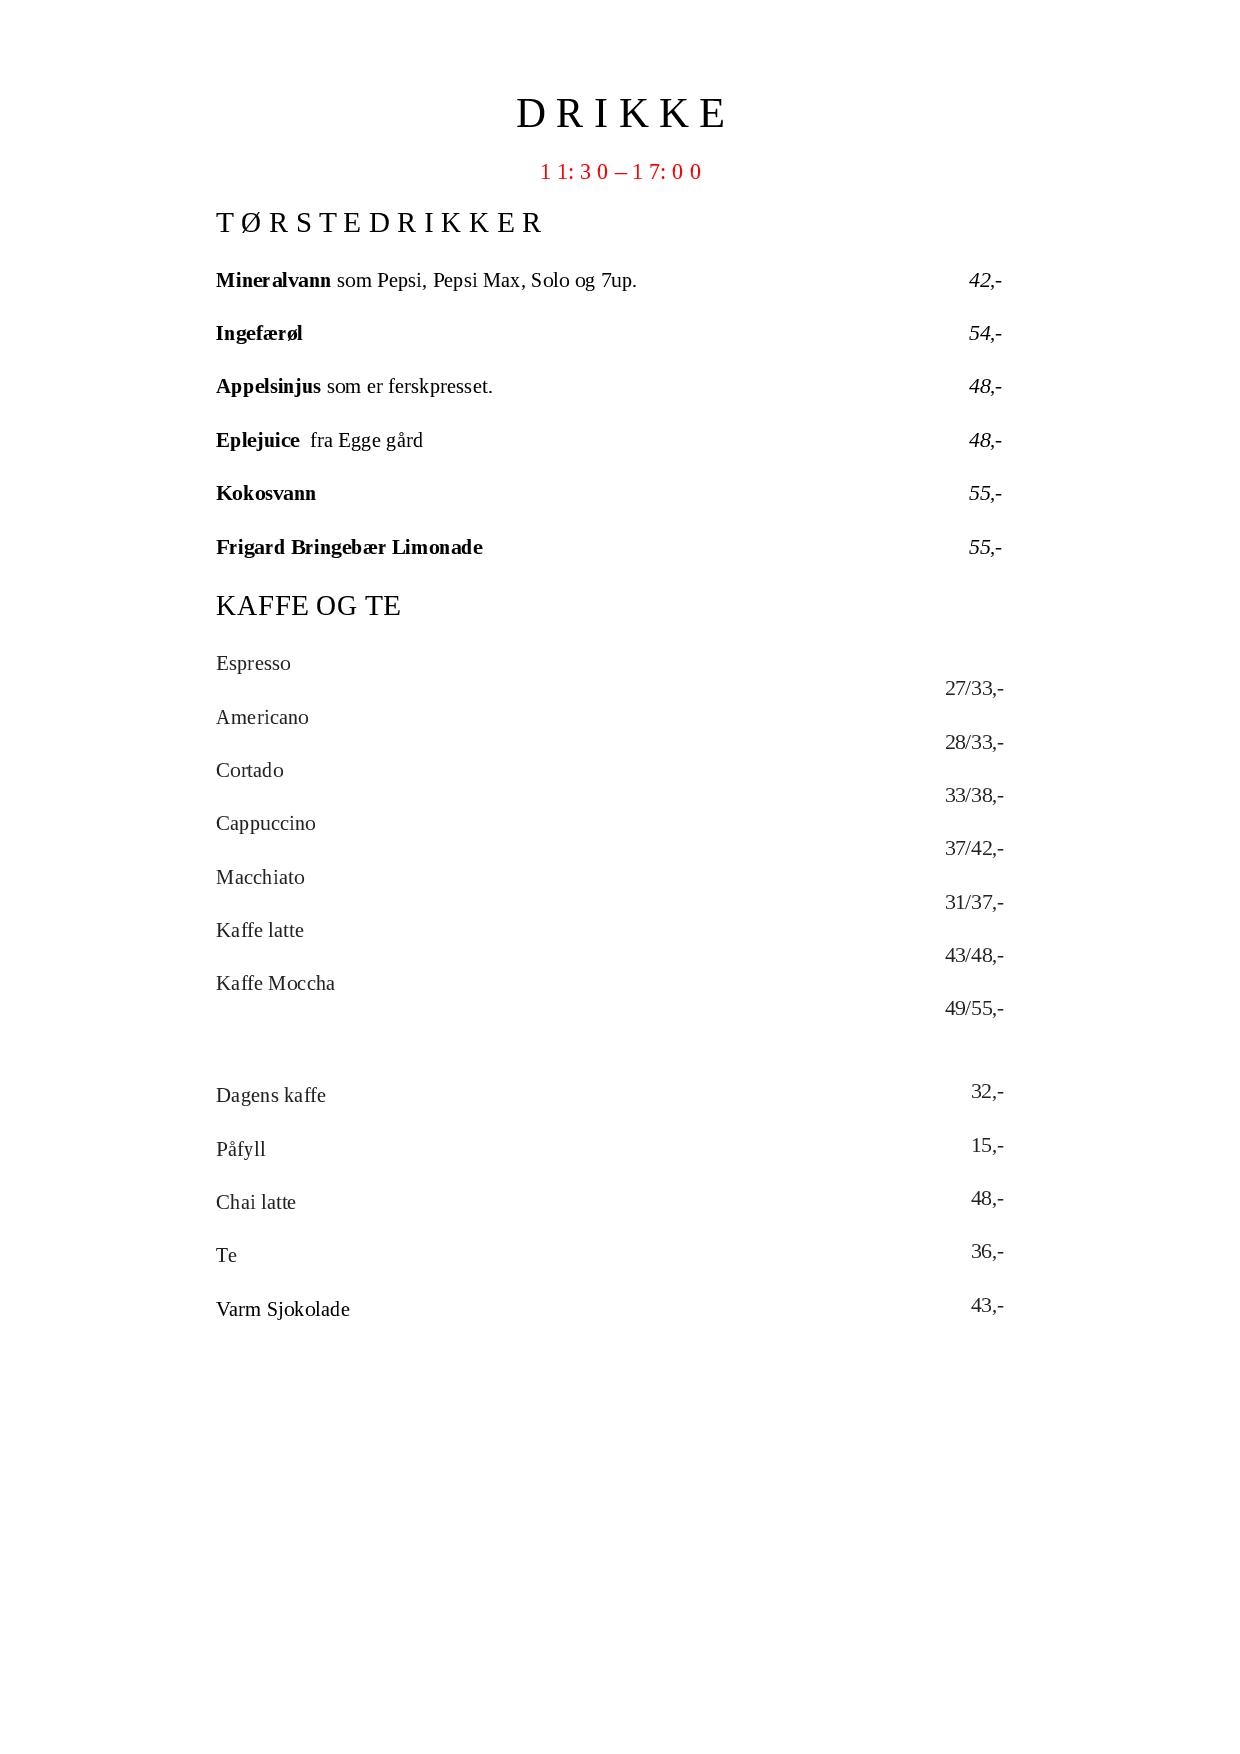 DRIKKE
11:30–17:00
TØRSTEDRIKKER
Mineralvann som Pepsi, Pepsi Max, Solo og 7up. 42,-
Ingefærøl 54,-
Appelsinjus som er ferskpresset. 48,-
Eplejuice fra Egge gård 48,-
Kokosvann 55,-
Frigard Bringebær Limonade 55,-
KAFFE OG TE
Espresso
27/33,-
Americano
28/33,-
Cortado
33/38,-
Cappuccino
37/42,-
Macchiato
31/37,-
Kaffe latte
43/48,-
Kaffe Moccha
49/55,-
Dagens kaffe 32,-
Påfyll 15,-
Chai latte 48,-
Te 36,-
Varm Sjokolade 43,-